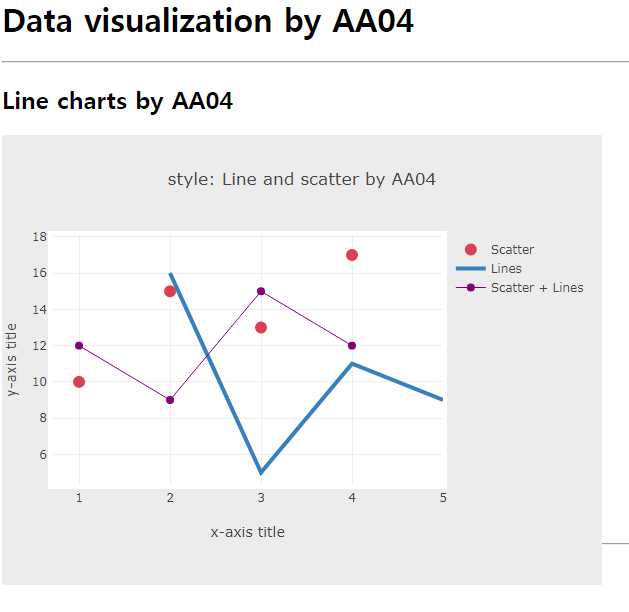 Data visualization by AA04
Line charts by AA04
style: Line and scatter by AA04
18
16
14
12
10
8
6
y-axis title
1 2 3 4 5
x-axis title
Scatter
Lines
Scatter + Lines